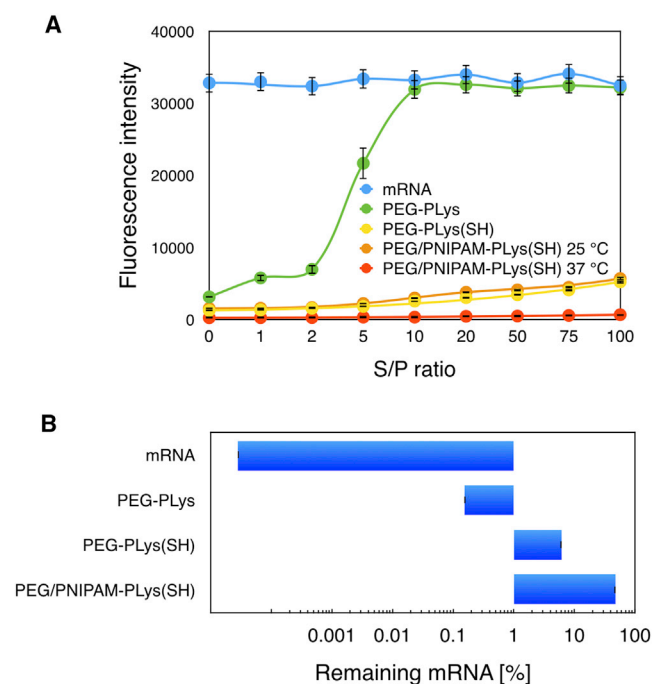 A
40000
30000
20000
10000
0
Fluorescence intensity
mRNA
PEG-PLys
PEG-PLys(SH)
PEG/PNIPAM-PLys(SH) 25 °C
PEG/PNIPAM-PLys(SH) 37 °C
0 1 2 5 10 20 50 75 100
S/P ratio
B
mRNA
PEG-PLys
PEG-PLys(SH)
PEG/PNIPAM-PLys(SH)
0.001 0.01 0.1 1 10 100
Remaining mRNA [%]